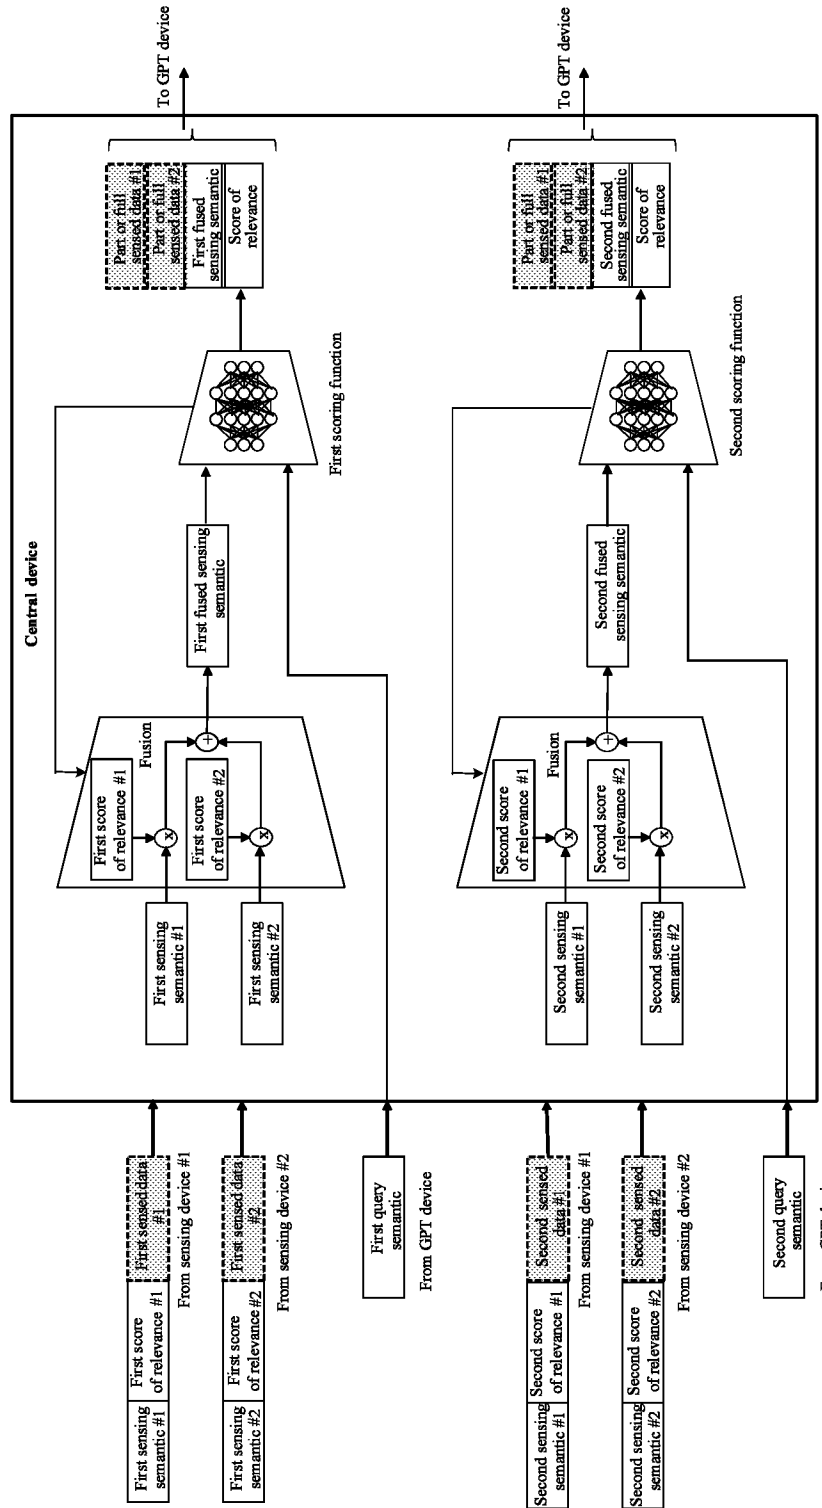 Central device
First sensing
semantic #1
First score
of relevance #1
First sensed data
#1
From sensing device #1
First sensing
semantic #2
First score
of relevance #2
First sensed data
#2
From sensing device #2
First query
semantic
From GPT device
First sensing
semantic #1
First sensing
semantic #2
First score
of relevance #1
x
Fusion
First score
of relevance #2
x
+
First fused sensing
semantic
First scoring function
Part or full
sensed data #1
Part or full
sensed data #2
First fused
sensing semantic
Score of
relevance
To GPT device
Second sensing
semantic #1
Second score
of relevance #1
Second sensed
data #1
From sensing device #1
Second sensing
semantic #2
Second score
of relevance #2
Second sensed
data #2
From sensing device #2
Second query
semantic
Second sensing
semantic #1
Second sensing
semantic #2
Second score
of relevance #1
x
Fusion
Second score
of relevance #2
x
+
Second fused
sensing semantic
Second scoring function
Part or full
sensed data #1
Part or full
sensed data #2
Second fused
sensing semantic
Score of
relevance
To GPT device